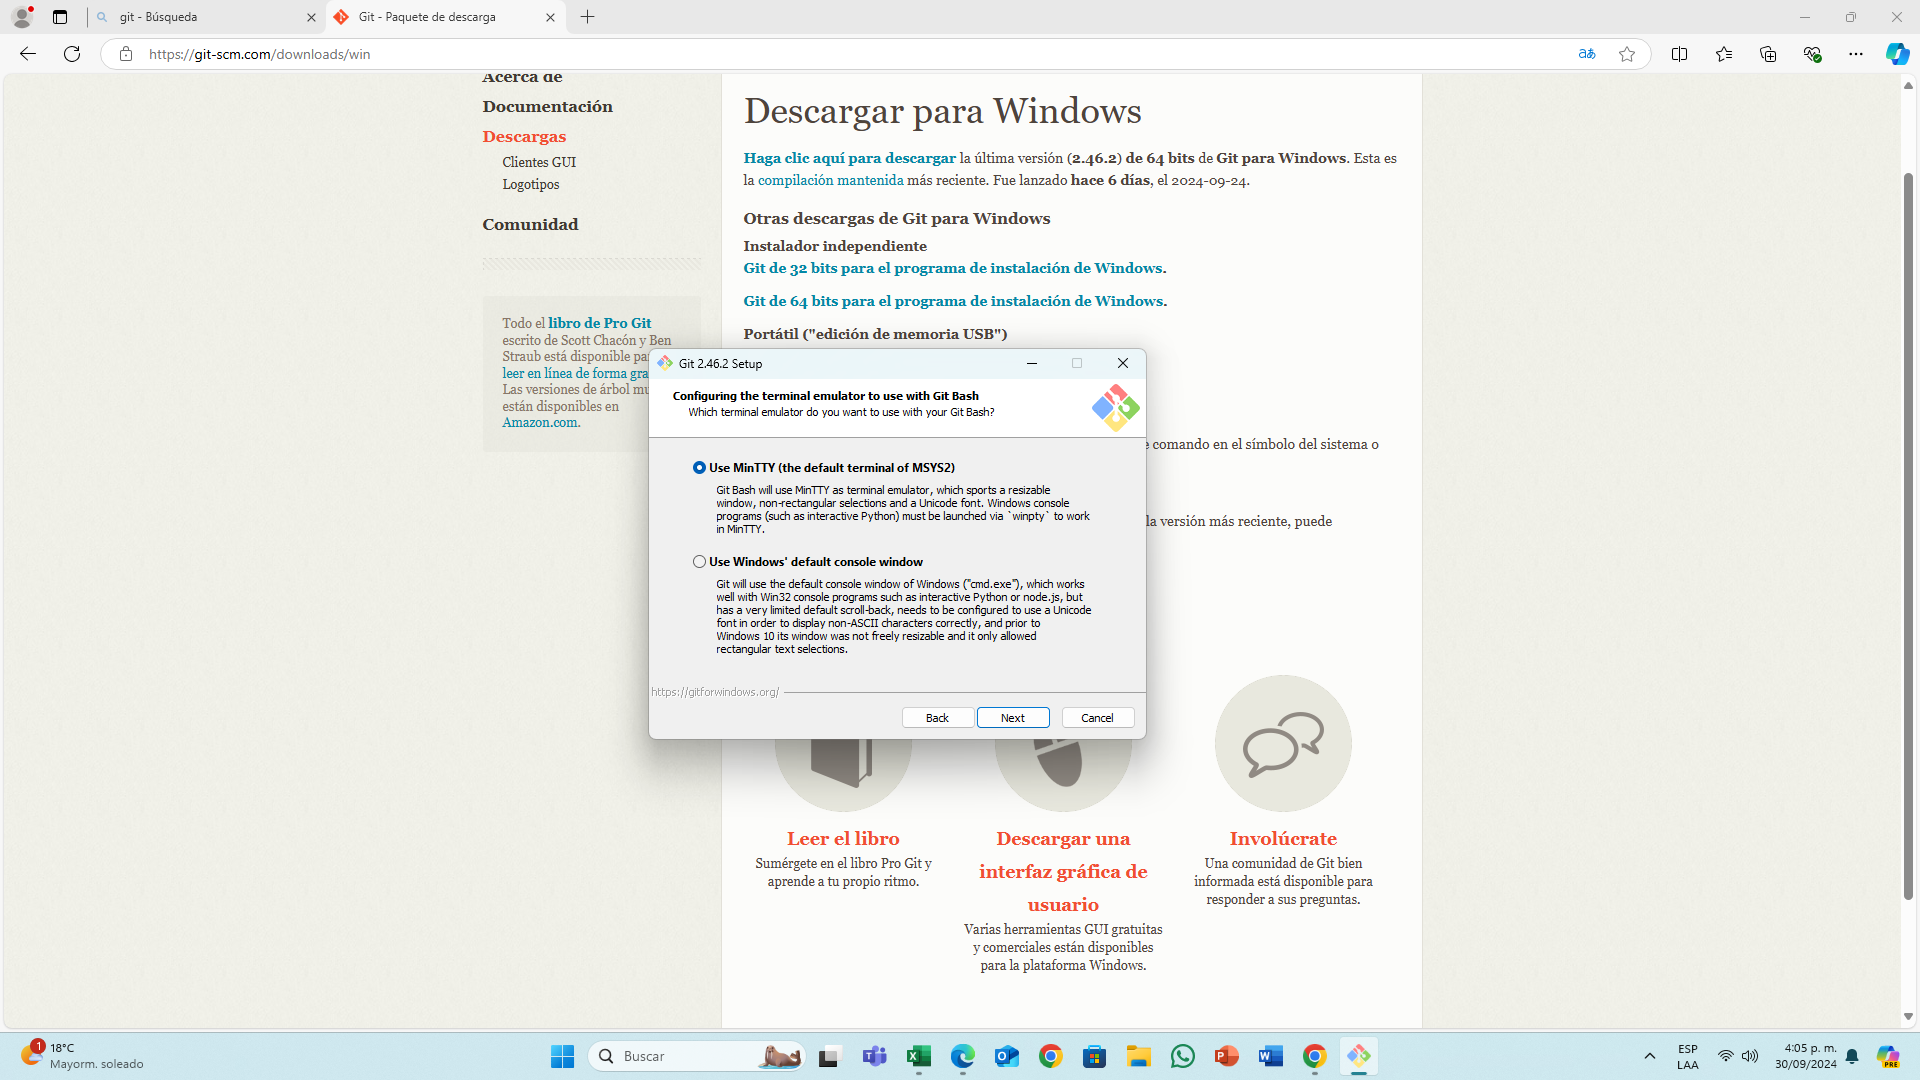 git - Búsqueda
Git - Paquete de descarga
https://git-scm.com/downloads/win
Acerca de
Documentación
Descargas
Clientes GUI
Logotipos
Comunidad
Todo el libro de Pro Git
escrito de Scott Chacón y Ben
Straub está disponible pa
leer en línea de forma gra
Las versiones de árbol mu
están disponibles en
Amazon.com.
Descargar para Windows
Haga clic aquí para descargar la última versión (2.46.2) de 64 bits de Git para Windows. Esta es
la compilación mantenida más reciente. Fue lanzado hace 6 días, el 2024-09-24.
Otras descargas de Git para Windows
Instalador independiente
Git de 32 bits para el programa de instalación de Windows.
Git de 64 bits para el programa de instalación de Windows.
Portátil ("edición de memoria USB")
comando en el símbolo del sistema o
la versión más reciente, puede
Git 2.46.2 Setup
Configuring the terminal emulator to use with Git Bash
Which terminal emulator do you want to use with your Git Bash?
Use MinTTY (the default terminal of MSYS2)
Git Bash will use MinTTY as terminal emulator, which sports a resizable
window, non-rectangular selections and a Unicode font. Windows console
programs (such as interactive Python) must be launched via `winpty` to work
in MinTTY.
Use Windows' default console window
Git will use the default console window of Windows ("cmd.exe"), which works
well with Win32 console programs such as interactive Python or node.js, but
has a very limited default scroll-back, needs to be configured to use a Unicode
font in order to display non-ASCII characters correctly, and prior to
Windows 10 its window was not freely resizable and it only allowed
rectangular text selections.
https://gitforwindows.org/
Back
Next
Cancel
Leer el libro
Sumérgete en el libro Pro Git y
aprende a tu propio ritmo.
Descargar una
interfaz gráfica de
usuario
Varias herramientas GUI gratuitas
y comerciales están disponibles
para la plataforma Windows.
Involúcrate
Una comunidad de Git bien
informada está disponible para
responder a sus preguntas.
1
18°C
Mayorm. soleado
Buscar
ESP
LAA
4:05 p. m.
30/09/2024
PRE